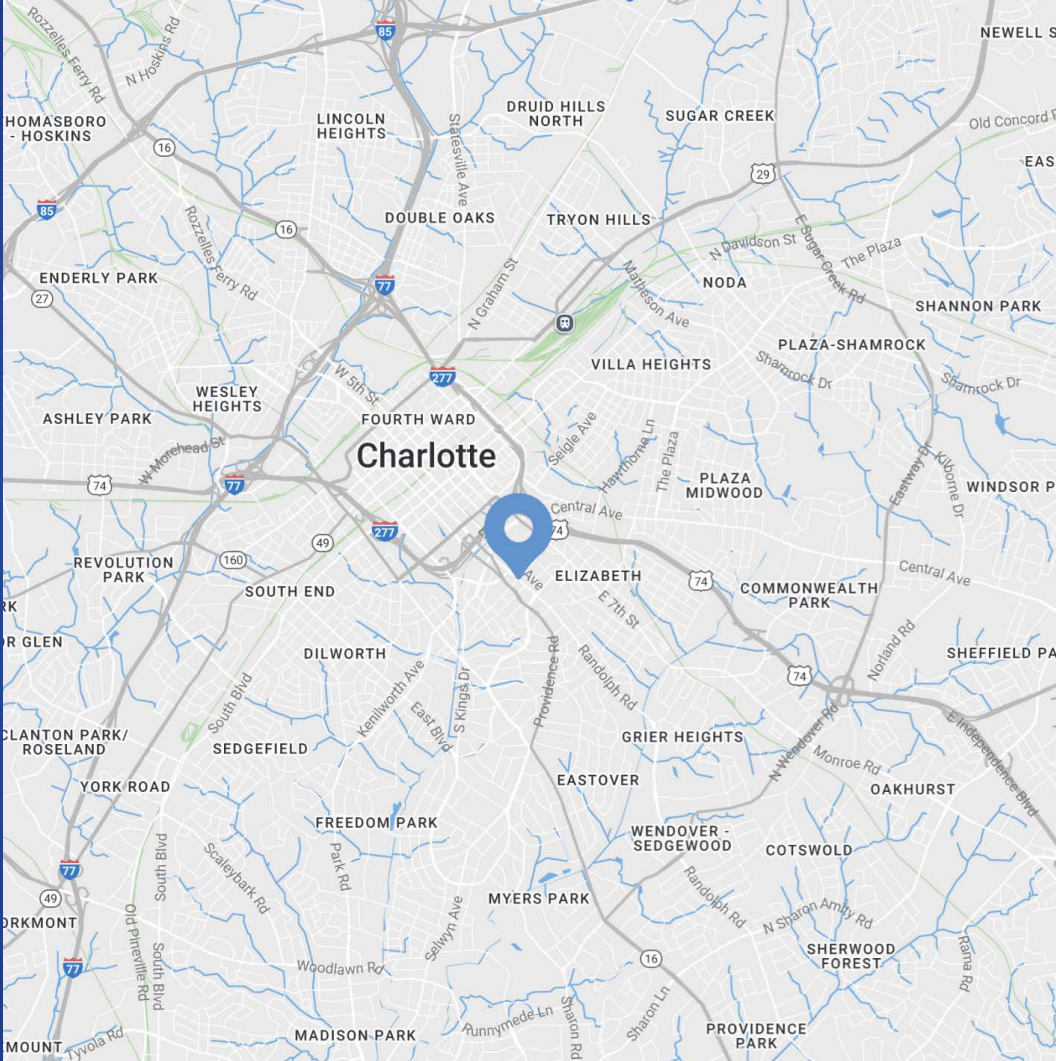 Rozzelles Ferry Rd
N Hoskins Rd
85
NEWELL S
HOMASBORO
- HOSKINS
LINCOLN
HEIGHTS
Statesville Ave
DRUID HILLS
NORTH
SUGAR CREEK
Old Concord
16
29
EAS
85
Rozzelles Ferry Rd
16
DOUBLE OAKS
TRYON HILLS
E Sugar Creek Rd
N Davidson St
The Plaza
ENDERLY PARK
77
N Graham St
Matheson Ave
NODA
27
SHANNON PARK
277
W 5th St
VILLA HEIGHTS
PLAZA-SHAMROCK
Shamrock Dr
Shamrock Dr
WESLEY
HEIGHTS
ASHLEY PARK
FOURTH WARD
Seigle Ave
Hawthorne Ln
The Plaza
W Morehead St
Charlotte
Eastway Dr
Kilborne Dr
74
77
PLAZA
MIDWOOD
WINDSOR P
Central Ave
277
74
49
REVOLUTION
PARK
160
SOUTH END
Ave
ELIZABETH
74
COMMONWEALTH
PARK
Central Ave
RK
E 7th St
OR GLEN
DILWORTH
Kenilworth Ave
East Blvd
S Kings Dr
Providence Rd
Randolph Rd
74
Norland Rd
SHEFFIELD PA
South Blvd
CLANTON PARK/
ROSELAND
SEDGEFIELD
GRIER HEIGHTS
N Wendover Rd
Monroe Rd
E Independence Blvd
YORK ROAD
EASTOVER
OAKHURST
FREEDOM PARK
WENDOVER -
SEDGEWOOD
COTSWOLD
South Blvd
Scaleybark Rd
Park Rd
77
49
MYERS PARK
Randolph Rd
N Sharon Amity Rd
ORKMONT
Old Pineville Rd
South Blvd
Selwyn Ave
SHERWOOD
FOREST
Rama Rd
77
Woodlawn Rd
16
MOUNT
Tyvola Rd
MADISON PARK
Runnymede Ln
Sharon Rd
Sharon Ln
PROVIDENCE
PARK